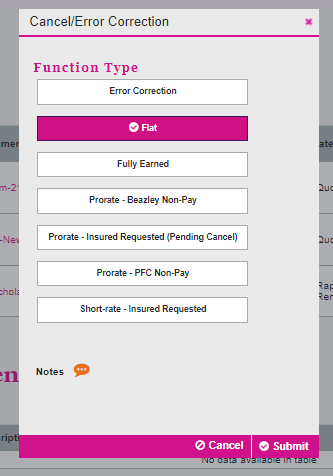 Cancel/Error Correction
Function Type
Error Correction
Flat
Fully Earned
Prorate - Beazley Non-Pay
Prorate - Insured Requested (Pending Cancel)
Prorate - PFC Non-Pay
Short-rate - Insured Requested
Notes
Cancel
Submit
No data available in table